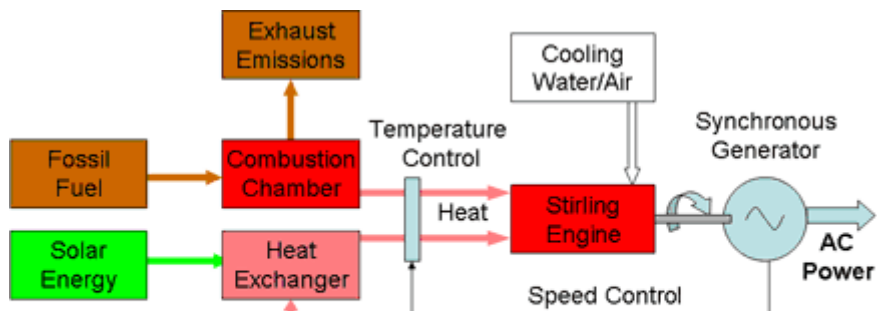 Exhaust
Emissions
Cooling
Water/Air
Temperature
Control
Synchronous
Generator
Fossil
Fuel
Combustion
Chamber
Heat
Stirling
Engine
Solar
Energy
Heat
Exchanger
AC
Power
Speed Control